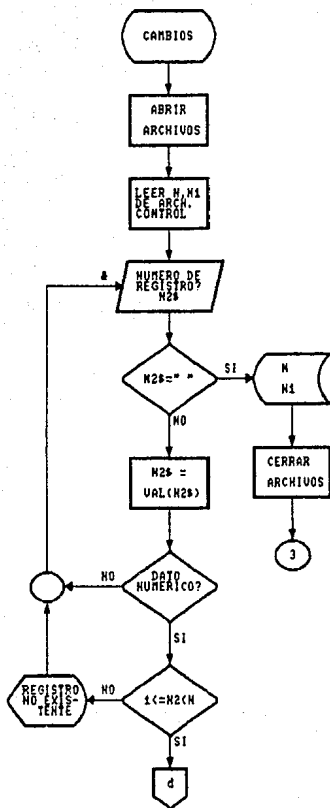 CAMBIOS
ABRIR
ARCHIVOS
LEER N,N1
DE ARCH.
CONTROL
&
NUMERO DE
REGISTRO?
N2$
N2$=" "
SI
N
N1
NO
CERRAR
ARCHIVOS
3
N2$ =
VAL(N2$)
DATO
NUMERICO?
NO
SI
1<=N2<N
NO
REGISTRO
NO EXIS-
TENTE
SI
d